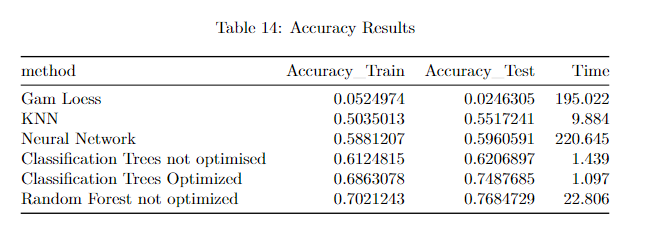 Table 14: Accuracy Results
method Accuracy_Train Accuracy_Test Time
Gam Loess 0.0524974 0.0246305 195.022
KNN 0.5035013 0.5517241 9.884
Neural Network 0.5881207 0.5960591 220.645
Classification Trees not optimised 0.6124815 0.6206897 1.439
Classification Trees Optimized 0.6863078 0.7487685 1.097
Random Forest not optimized 0.7021243 0.7684729 22.806